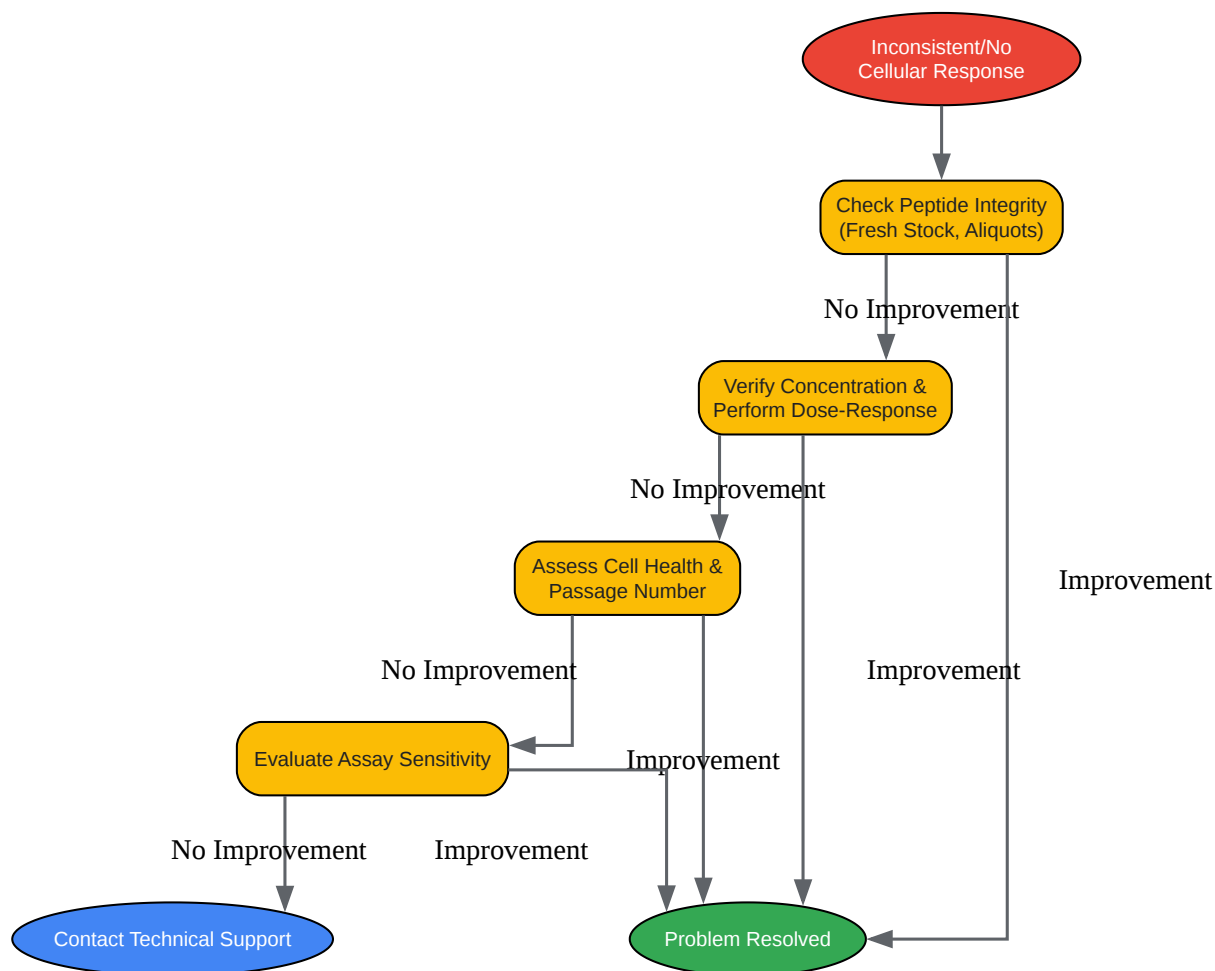 Inconsistent/No
Cellular Response
Check Peptide Integrity
(Fresh Stock, Aliquots)
No Improvement
Verify Concentration &
Perform Dose-Response
No Improvement
Assess Cell Health &
Passage Number
Improvement
No Improvement
Improvement
Evaluate Assay Sensitivity
Improvement
No Improvement
Improvement
Contact Technical Support
Problem Resolved